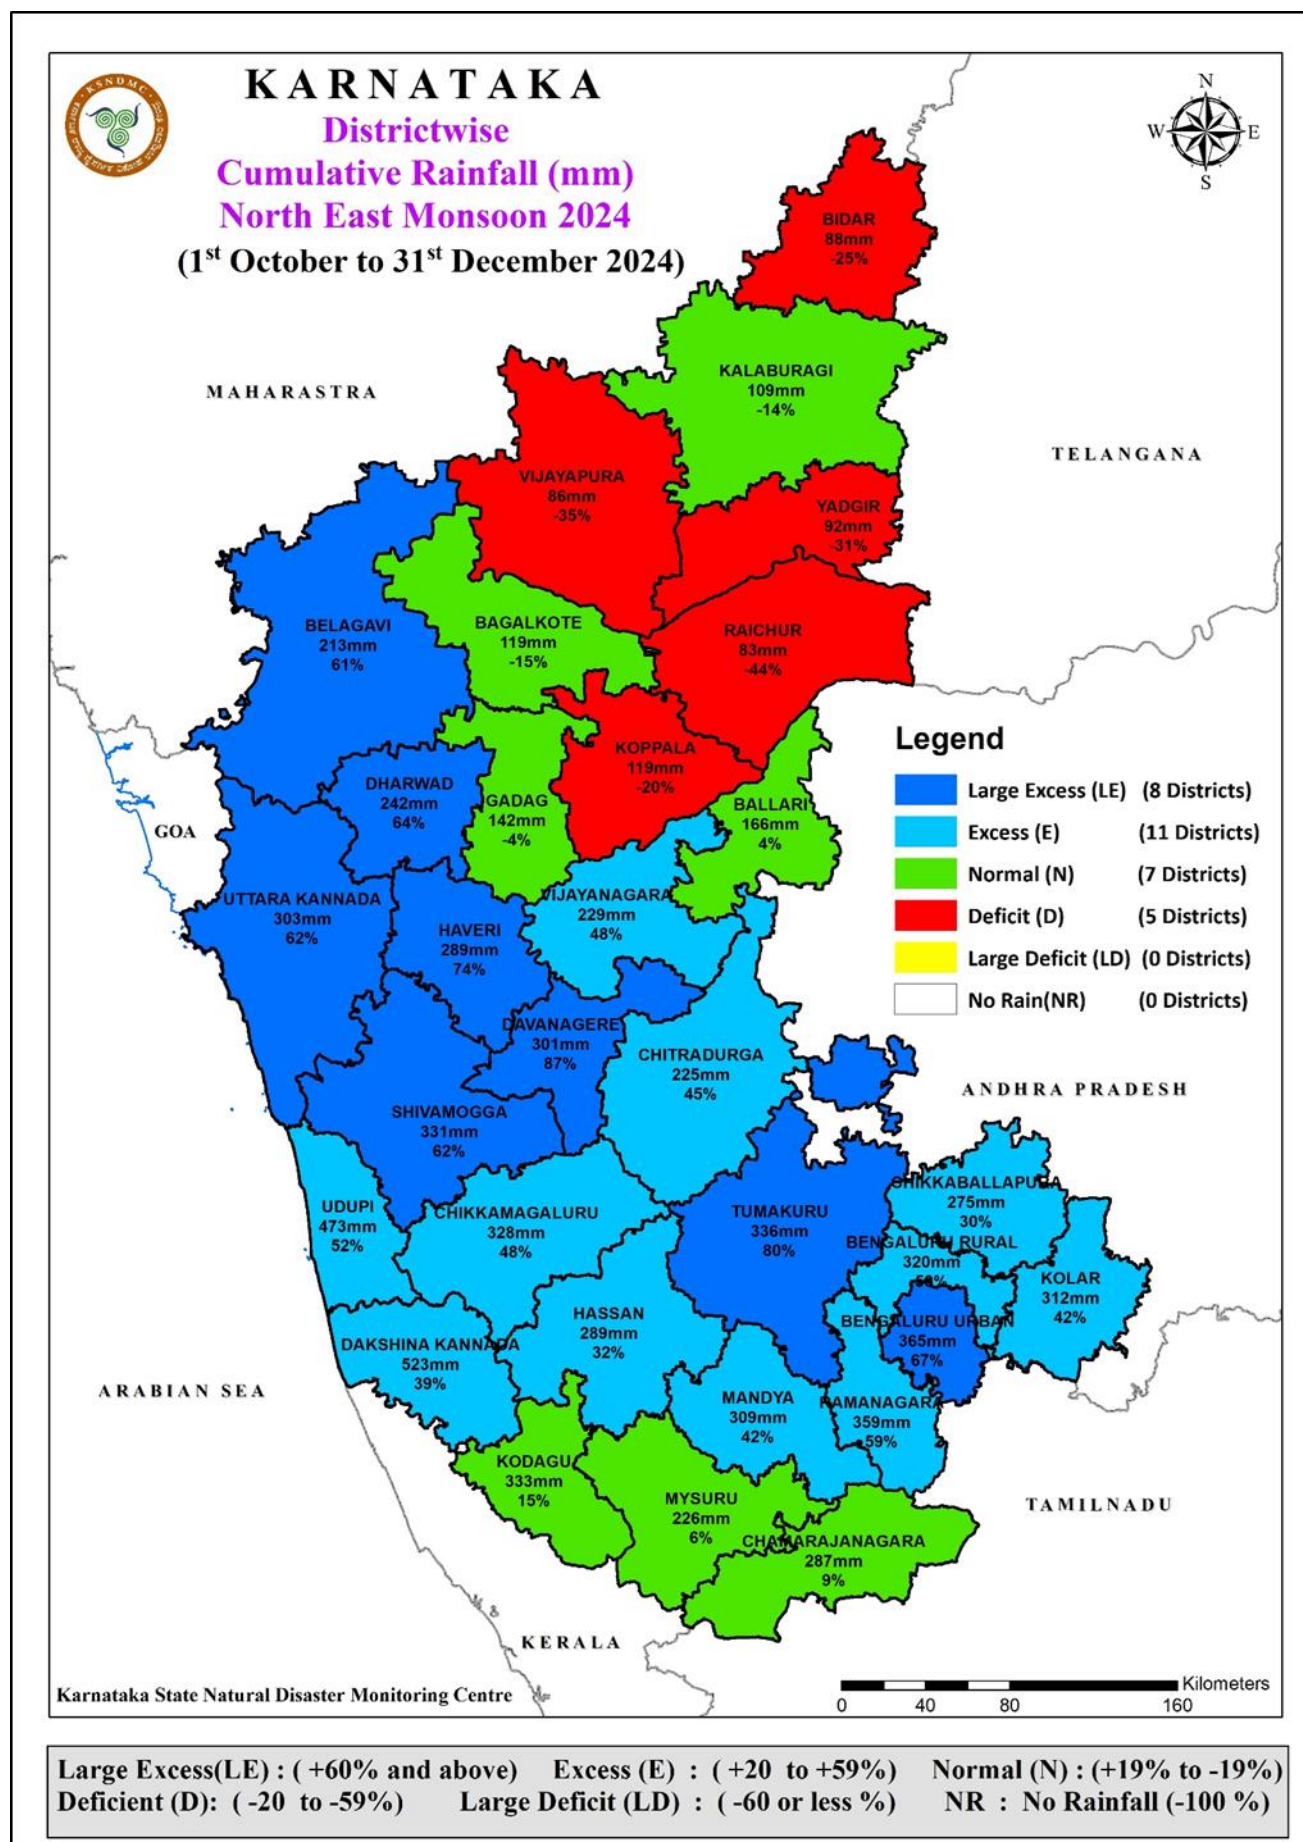 KSNDMC
KARNATAKA
Districtwise
Cumulative Rainfall (mm)
North East Monsoon 2024
(1st October to 31st December 2024)
N
W E
S
BIDAR
88mm
-25%
KALABURAGI
109mm
-14%
MAHARASTRA
TELANGANA
VIJAYAPURA
86mm
-35%
YADGIR
92mm
-31%
BELAGAVI
213mm
61%
BAGALKOTE
119mm
-15%
RAICHUR
83mm
-44%
KOPPALA
119mm
-20%
DHARWAD
242mm
64%
GADAG
142mm
-4%
BALLARI
166mm
4%
GOA
UTTARA KANNADA
303mm
62%
HAVERI
289mm
74%
VIJAYANAGARA
229mm
48%
Legend
Large Excess (LE) (8 Districts)
Excess (E) (11 Districts)
Normal (N) (7 Districts)
Deficit (D) (5 Districts)
Large Deficit (LD) (0 Districts)
No Rain(NR) (0 Districts)
DAVANAGERE
301mm
87%
CHITRADURGA
225mm
45%
ANDHRA PRADESH
SHIVAMOGGA
331mm
62%
UDUPI
473mm
52%
CHIKKAMAGALURU
328mm
48%
TUMAKURU
336mm
80%
CHIKKABALLAPURA
275mm
30%
BENGALURU RURAL
320mm
KOLAR
312mm
42%
HASSAN
289mm
32%
BENGALURU URBAN
365mm
67%
DAKSHINA KANNADA
523mm
39%
ARABIAN SEA
MANDYA
309mm
42%
RAMANAGARA
359mm
59%
KODAGU
333mm
15%
MYSURU
226mm
6%
CHAMARAJANAGARA
287mm
9%
TAMILNADU
KERALA
Karnataka State Natural Disaster Monitoring Centre
Kilometers
0 40 80 160
Large Excess(LE) : ( +60% and above) Excess (E) : ( +20 to +59%) Normal (N) : (+19% to -19%)
Deficient (D): ( -20 to -59%) Large Deficit (LD) : ( -60 or less %) NR : No Rainfall (-100 %)